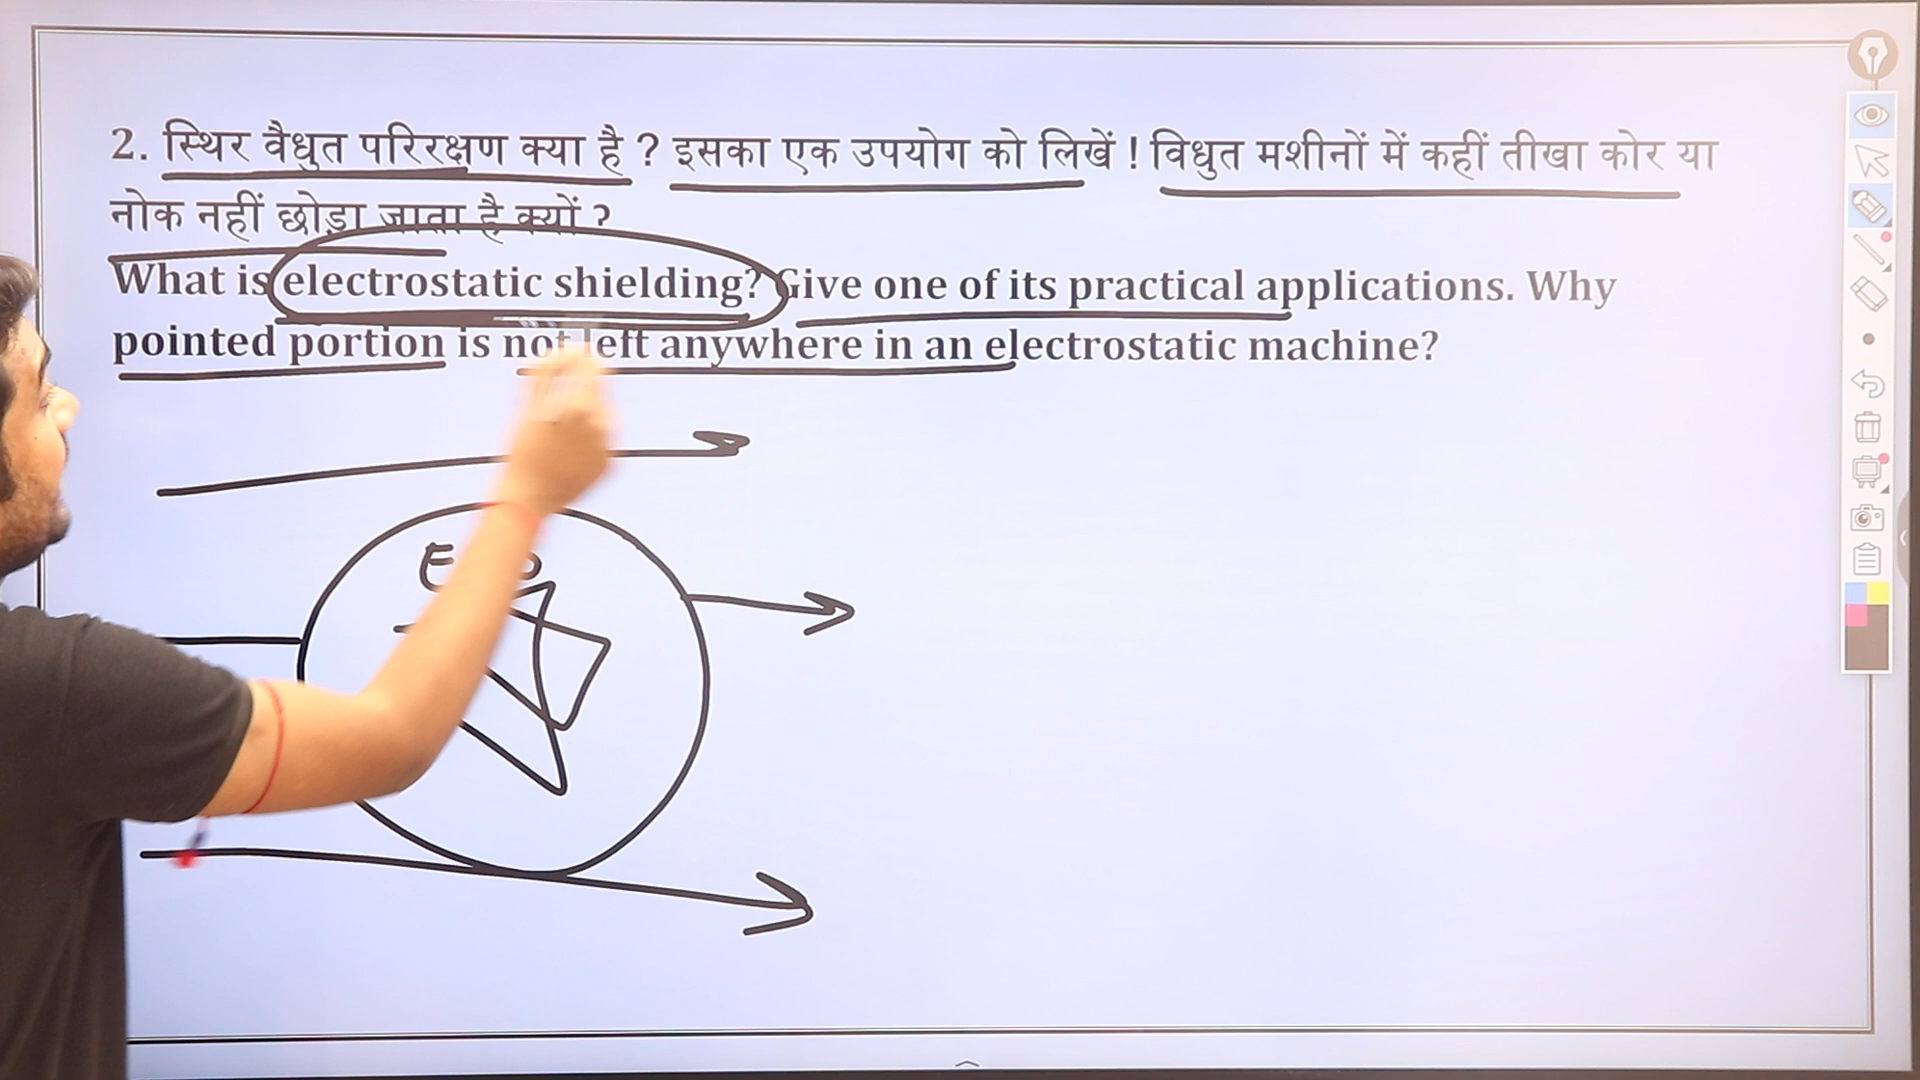 2. स्थिर वैधुत परिरक्षण क्या है ? इसका एक उपयोग को लिखें ! विधुत मशीनों में कहीं तीखा कोर या
नोक नहीं छोड़ा जाता है क्यों ?
What is electrostatic shielding? Give one of its practical applications. Why
pointed portion is not left anywhere in an electrostatic machine?